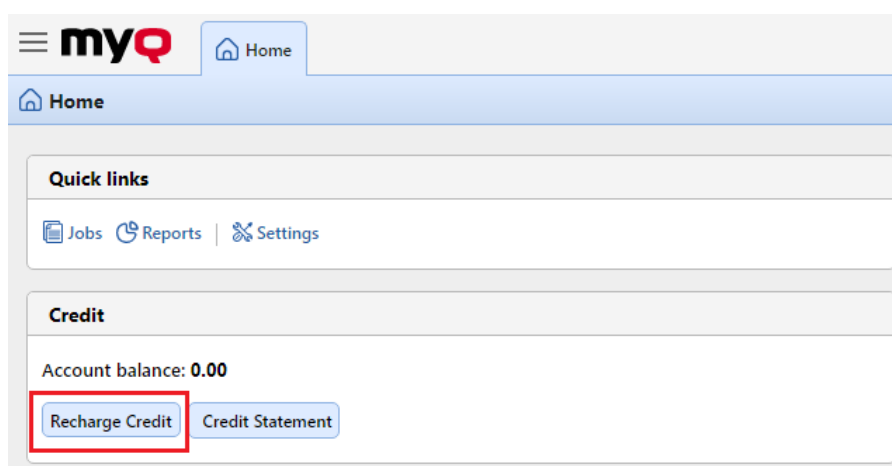 myQ Home
Home
Quick links
Jobs Reports | Settings
Credit
Account balance: 0.00
Recharge Credit Credit Statement